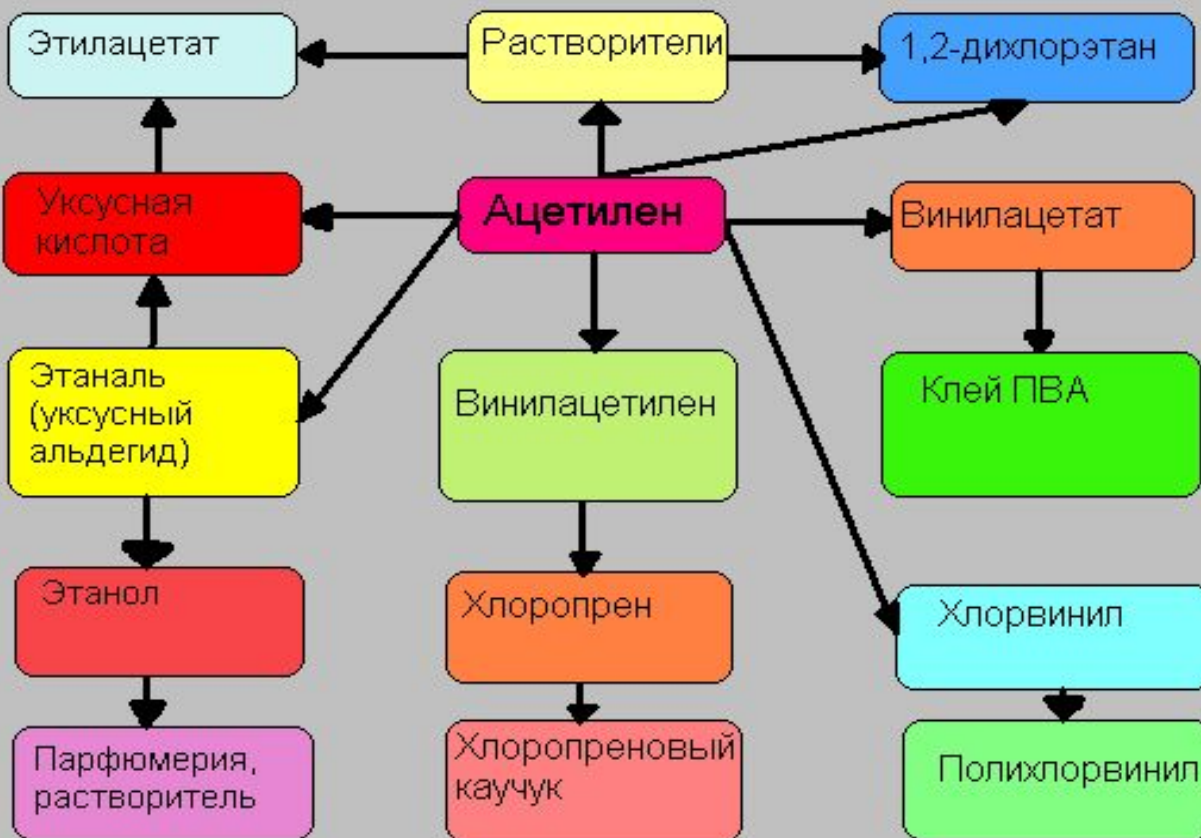 Этилацетат
Растворители
1,2-дихлорэтан
Уксусная
кислота
Ацетилен
Винилацетат
Этаналь
(уксусный
альдегид)
Винилацетилен
Клей ПВА
Этанол
Хлоропрен
Хлорвинил
Парфюмерия,
растворитель
Хлоропреновый
каучук
Полихлорвинил